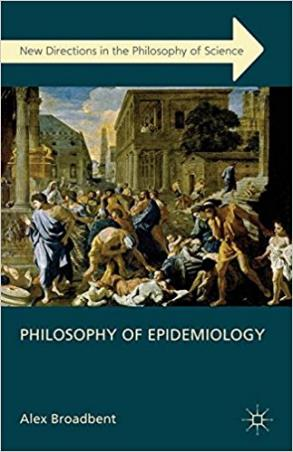 New Directions in the Philosophy of Science
PHILOSOPHY OF EPIDEMIOLOGY
Alex Broadbent